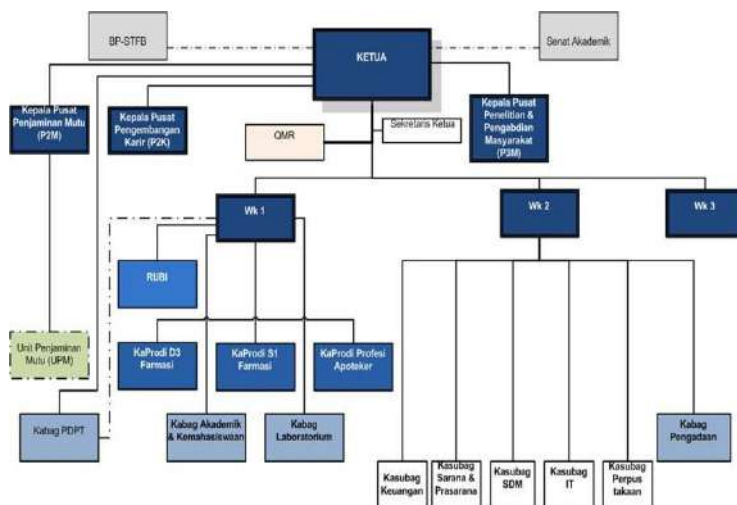 BP-STFB
Senat Akademik
KETUA
Kepala Pusat
Penjaminan Mutu
(P2M)
Kepala Pusat
Pengembangan
Karir (P2K)
Kepala Pusat
Penelitian &
Pengabdian
Masyarakat
(P3M)
Sekretaris Ketua
QMR
Wk 1
Wk 2
Wk 3
Unit Penjaminan
Mutu (UPM)
KaProdi D3
Farmasi
KaProdi S1
Farmasi
KaProdi Profesi
Apoteker
Kabag PDPT
Kabag Akademik
& Kemahasiswaan
Kabag
Laboratorium
Kabag
Pengadaan
Kasubag
Keuangan
Kasubag
Sarana &
Prasarana
Kasubag
SDM
Kasubag
IT
Kasubag
Perpus
takaan